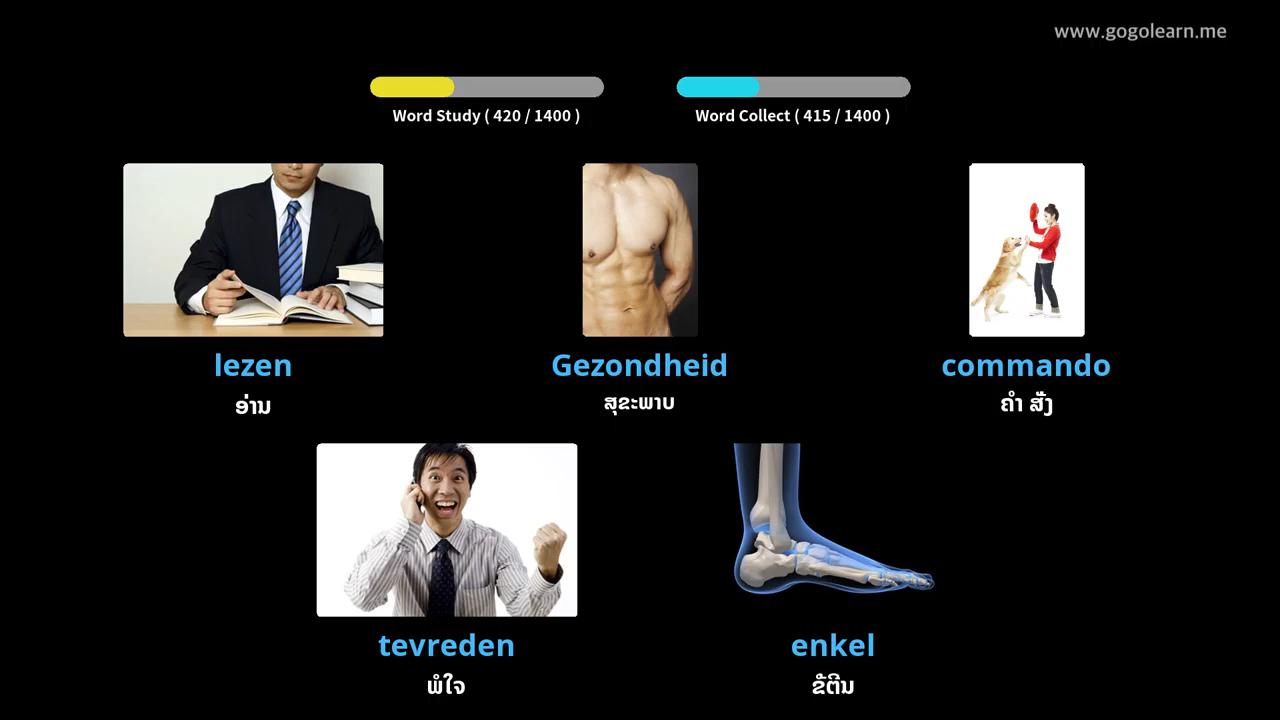 www.gogolearn.me
Word Study ( 420 / 1400 )
Word Collect ( 415 / 1400 )
lezen
Gezondheid
commando
ອ່ານ
ສຸຂະພາບ
ຄຳ ສັ່ງ
tevreden
enkel
ພໍໃຈ
ຂໍ້ຕີນ